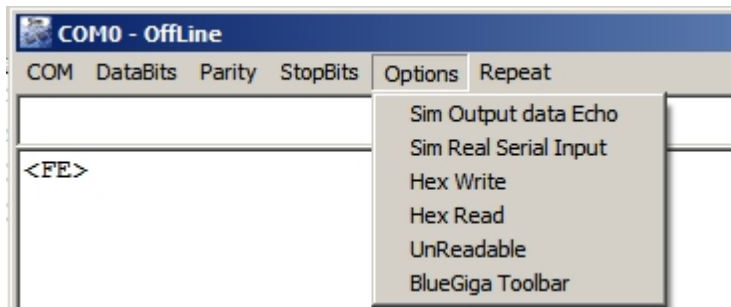 COM0 - OffLine
COM DataBits Parity StopBits Options Repeat
Sim Output data Echo
Sim Real Serial Input
<FE>
Hex Write
Hex Read
UnReadable
BlueGiga Toolbar